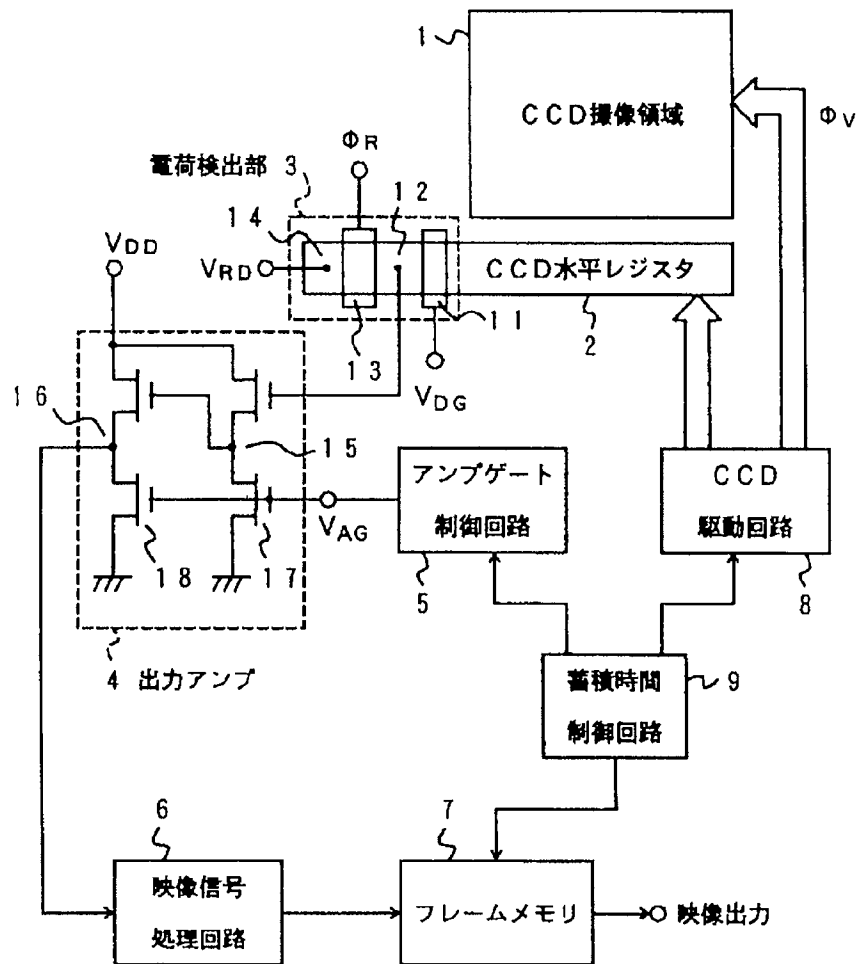 1
CCD撮像領域
ΦV
ΦR
電荷検出部 3
12
14
VDD
VRD
CCD水平レジスタ
11
2
13
VDG
16
15
アンプゲート
制御回路
CCD
駆動回路
VAG
18
17
5
8
4 出力アンプ
蓄積時間
制御回路
9
6
7
映像信号
処理回路
フレームメモリ
映像出力